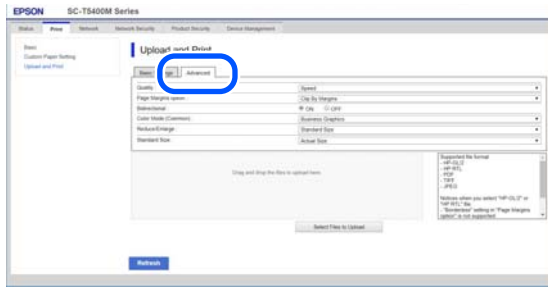 EPSON SC-T5400M Series
Status Print Network Network Security Product Security Device Management
Basic
Custom Paper Setting
Upload and Print
Upload and Print
Basic Advanced
Quality : Speed
Page Margins option : Clip By Margins
Bidirectional : ON OFF
Color Mode (Common) : Business Graphics
Reduce/Enlarge : Standard Size
Standard Size : Actual Size
Drag and drop the files to upload here.
Supported file format
- HP-GL/2
- HP-RTL
- PDF
- TIFF
- JPEG
Notices when you select "HP-GL/2" or
"HP-RTL" file
- "Borderless" setting in "Page Margins
option" is not supported
Select Files to Upload
Refresh